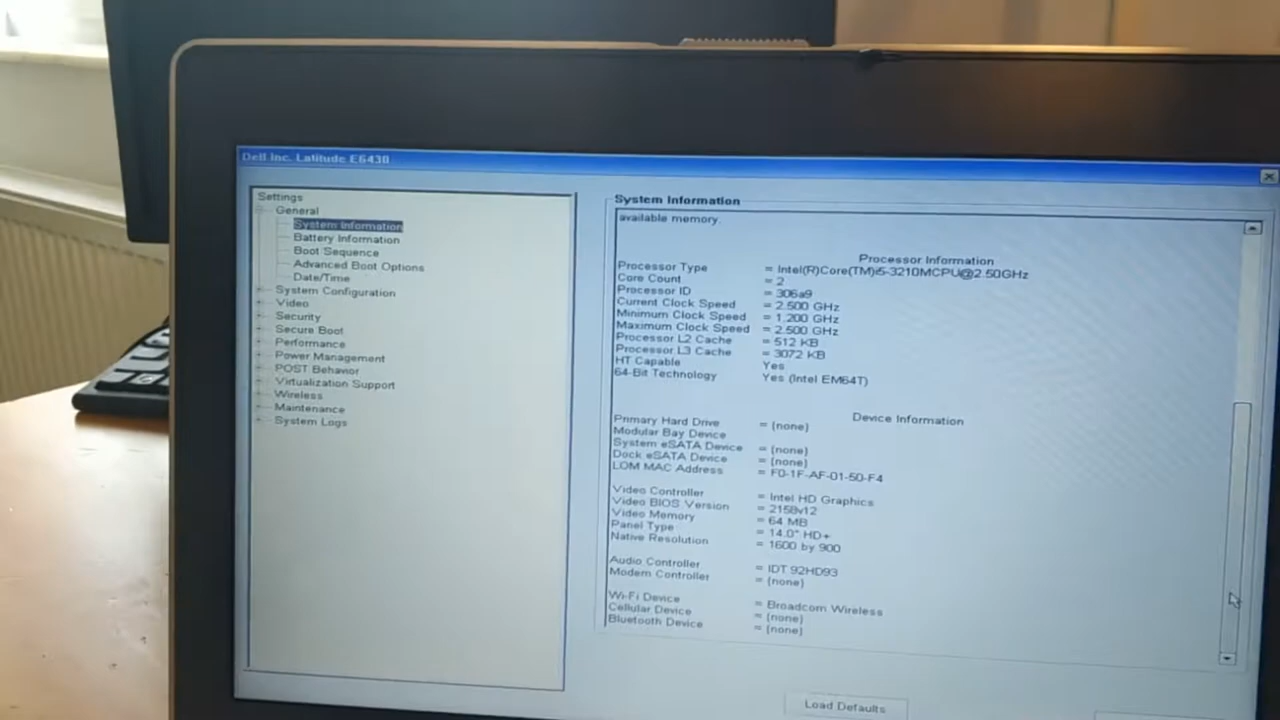 Dell Inc. Latitude E6430
Settings
General
System Information
Battery Information
Boot Sequence
Advanced Boot Options
Date/Time
System Configuration
Video
Security
Secure Boot
Performance
Power Management
POST Behavior
Virtualization Support
Wireless
Maintenance
System Logs
System Information
available memory.
Processor Information
Processor Type = Intel(R)Core(TM)i5-3210MCPU@2.50GHz
Core Count = 2
Processor ID = 306a9
Current Clock Speed = 2.500 GHz
Minimum Clock Speed = 1.200 GHz
Maximum Clock Speed = 2.500 GHz
Processor L2 Cache = 512 KB
Processor L3 Cache = 3072 KB
HT Capable Yes
64-Bit Technology Yes (Intel EM64T)
Device Information
Primary Hard Drive = {none}
Modular Bay Device
System eSATA Device = {none}
Dock eSATA Device = {none}
LOM MAC Address = F0-1F-AF-01-50-F4
Video Controller = Intel HD Graphics
Video BIOS Version = 2158v12
Video Memory = 64 MB
Panel Type = 14.0" HD+
Native Resolution = 1600 by 900
Audio Controller = IDT 92HD93
Modem Controller = {none}
Wi-Fi Device = Broadcom Wireless
Cellular Device = {none}
Bluetooth Device = {none}
Load Defaults